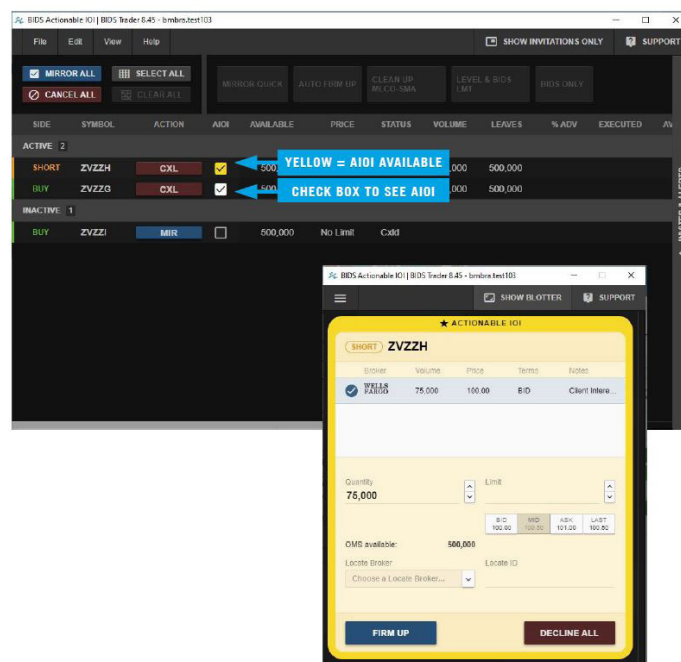 BIDS Actionable IOI | BIDS Trader 8.45 - bmbra.test103
File Edit View Help SHOW INVITATIONS ONLY SUPPORT
MIRROR ALL SELECT ALL
CANCEL ALL CLEAR ALL
MIRROR QUICK AUTO FIRM UP CLEAN UP MLCO-SMA LEVEL & BIDS LMT BIDS ONLY
SIDE SYMBOL ACTION AIOI AVAILABLE PRICE STATUS VOLUME LEAVES % ADV EXECUTED AV
ACTIVE 2
SHORT ZVZZH CXL 500,000
YELLOW = AIOI AVAILABLE
BUY ZVZZG CXL 500,000
CHECK BOX TO SEE AIOI
INACTIVE 1
BUY ZVZZI MIR 500,000 No Limit Cxld
BIDS Actionable IOI | BIDS Trader 8.45 - bmbra.test103
SHOW BLOTTER SUPPORT
★ ACTIONABLE IOI
SHORT ZVZZH
Broker Volume Price Terms Notes
WELLS FARGO 75,000 100.00 BID Client Intere...
Quantity Limit
75,000
BID MID ASK LAST
100.00 100.50 101.00 100.50
OMS available: 500,000
Locate Broker Locate ID
Choose a Locate Broker...
FIRM UP DECLINE ALL